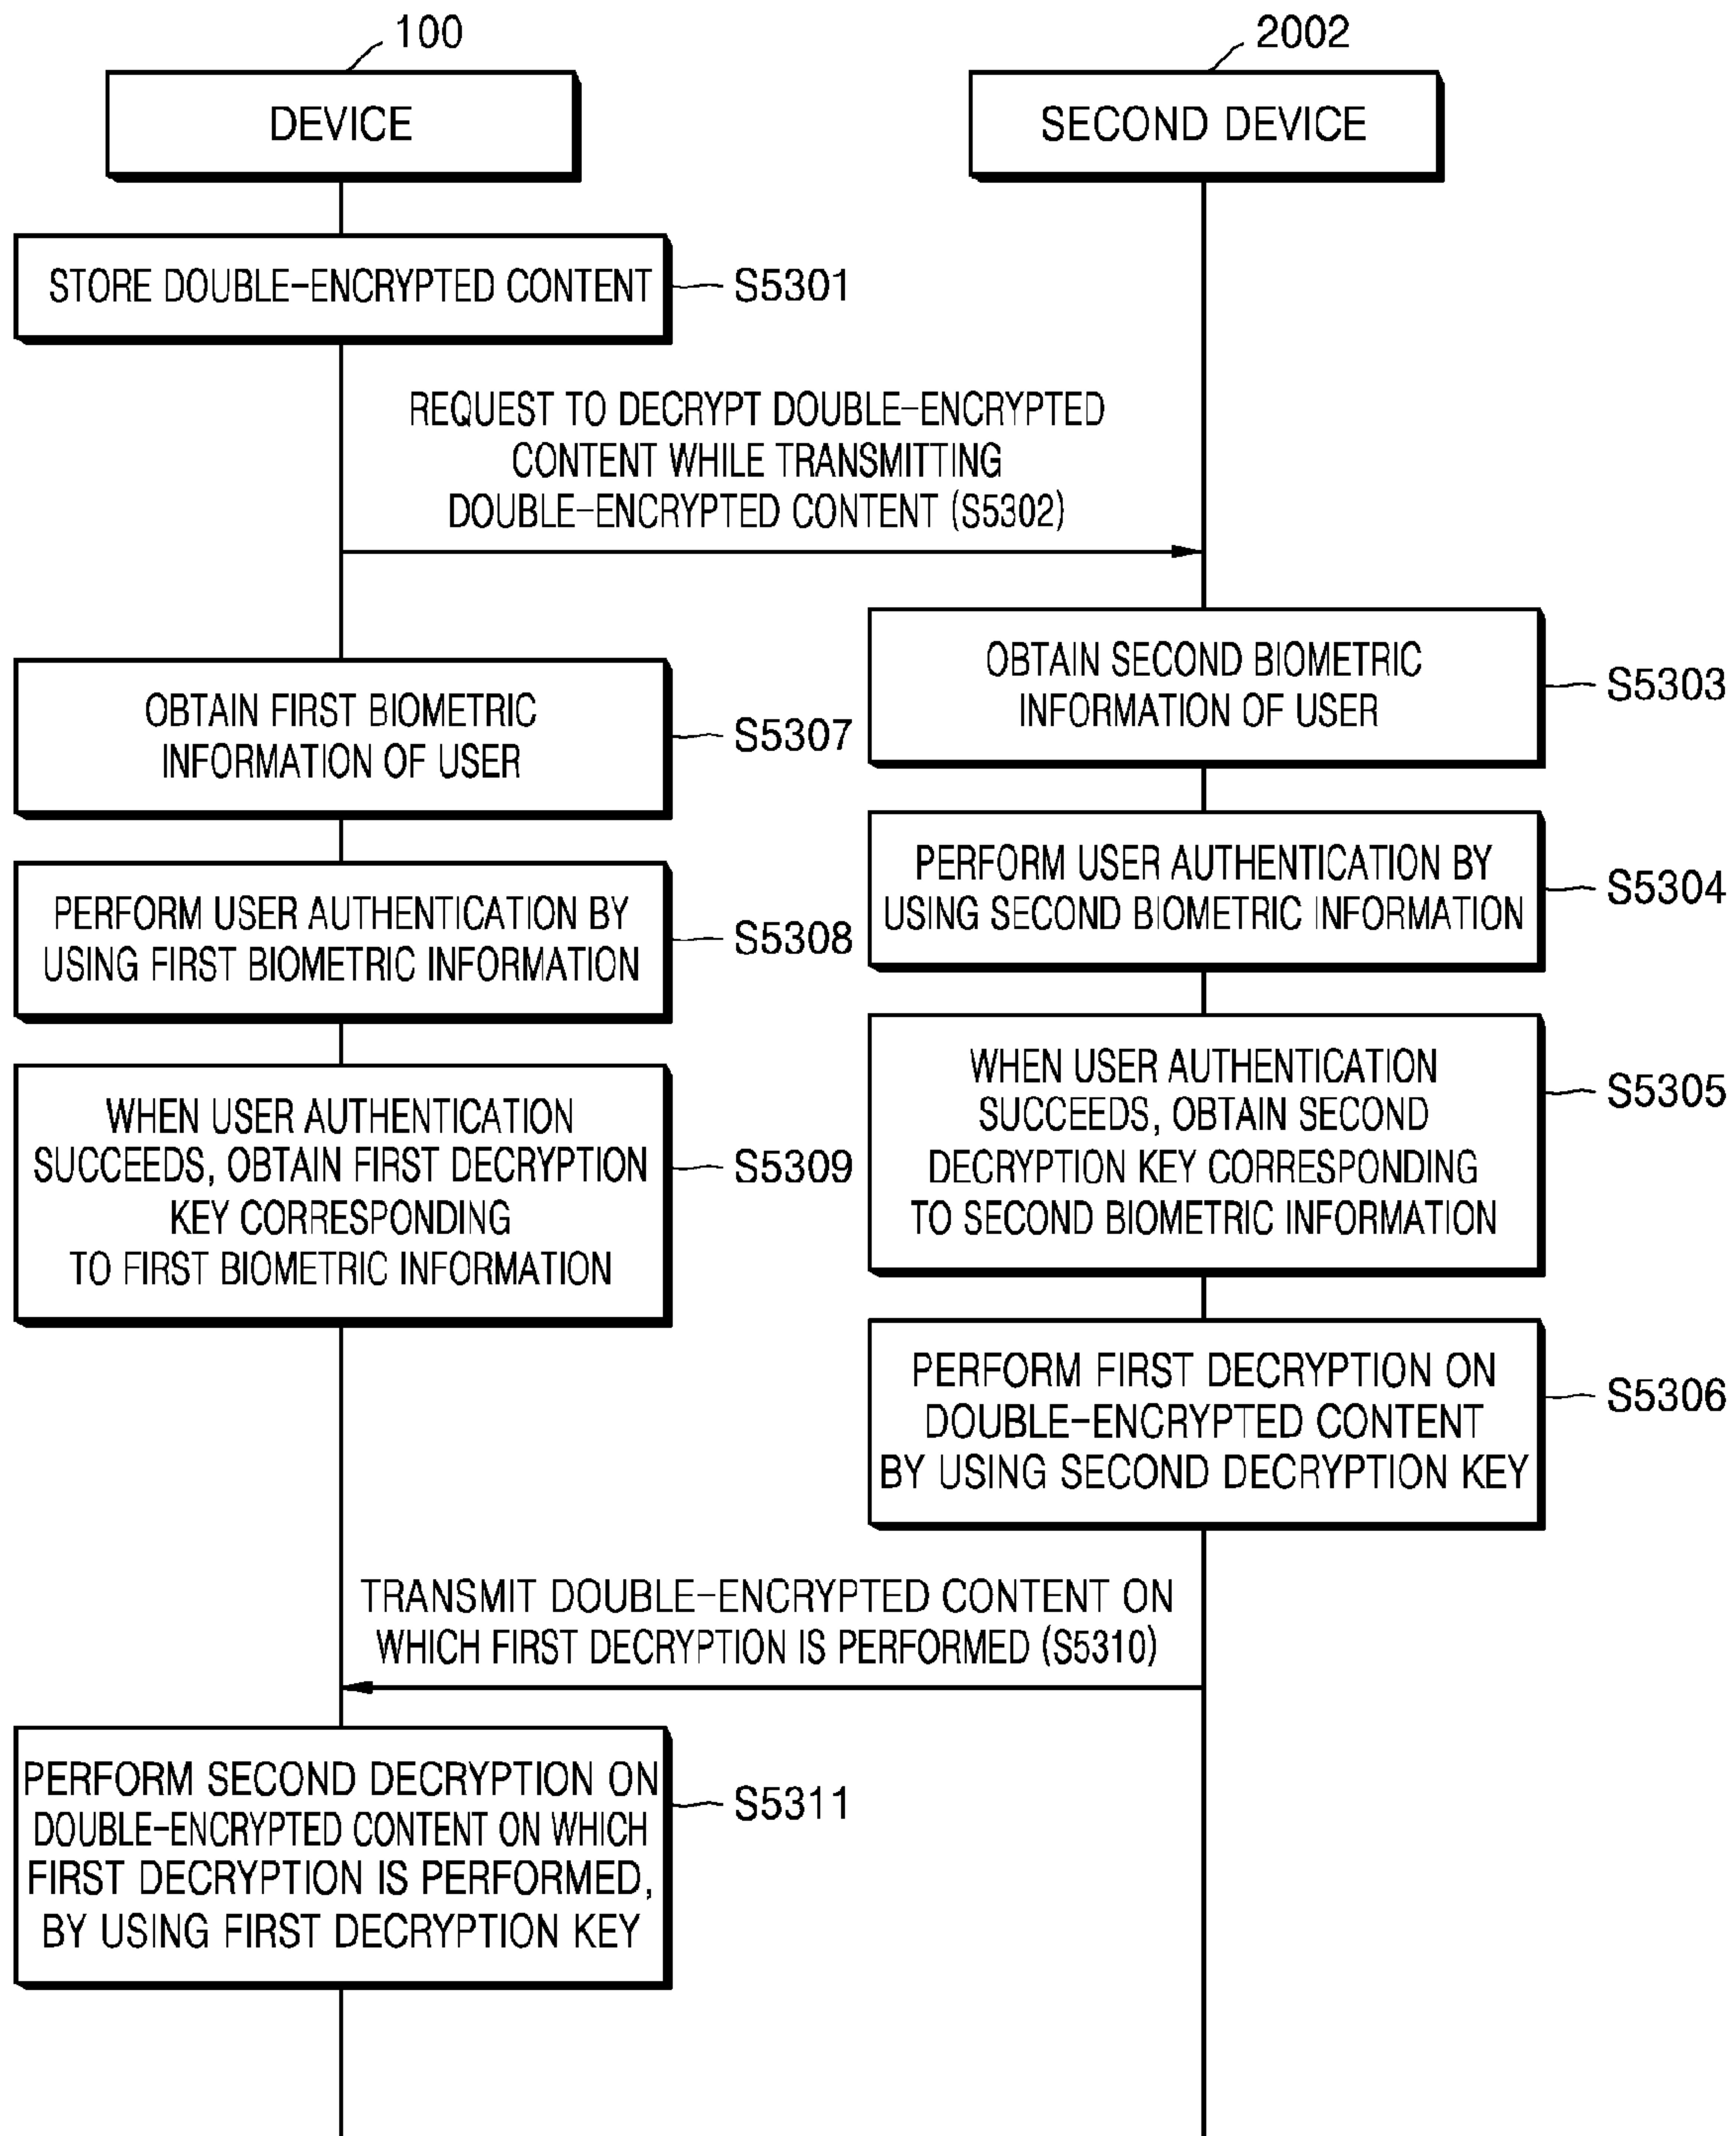 100
2002
DEVICE
SECOND DEVICE
STORE DOUBLE-ENCRYPTED CONTENT
S5301
REQUEST TO DECRYPT DOUBLE-ENCRYPTED
CONTENT WHILE TRANSMITTING
DOUBLE-ENCRYPTED CONTENT (S5302)
OBTAIN SECOND BIOMETRIC
INFORMATION OF USER
S5303
OBTAIN FIRST BIOMETRIC
INFORMATION OF USER
S5307
PERFORM USER AUTHENTICATION BY
USING SECOND BIOMETRIC INFORMATION
S5304
PERFORM USER AUTHENTICATION BY
USING FIRST BIOMETRIC INFORMATION
S5308
WHEN USER AUTHENTICATION
SUCCEEDS, OBTAIN SECOND
DECRYPTION KEY CORRESPONDING
TO SECOND BIOMETRIC INFORMATION
S5305
WHEN USER AUTHENTICATION
SUCCEEDS, OBTAIN FIRST DECRYPTION
KEY CORRESPONDING
TO FIRST BIOMETRIC INFORMATION
S5309
PERFORM FIRST DECRYPTION ON
DOUBLE-ENCRYPTED CONTENT
BY USING SECOND DECRYPTION KEY
S5306
TRANSMIT DOUBLE-ENCRYPTED CONTENT ON
WHICH FIRST DECRYPTION IS PERFORMED (S5310)
PERFORM SECOND DECRYPTION ON
DOUBLE-ENCRYPTED CONTENT ON WHICH
FIRST DECRYPTION IS PERFORMED,
BY USING FIRST DECRYPTION KEY
S5311